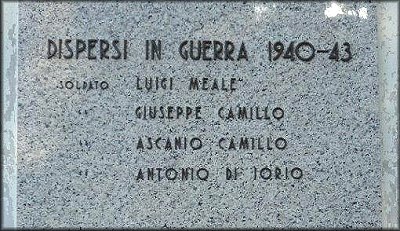 DISPERSI IN GUERRA 1940-43
SOLDATO LUIGI MEALE
" GIUSEPPE CAMILLO
" ASCANIO CAMILLO
" ANTONIO DI IORIO